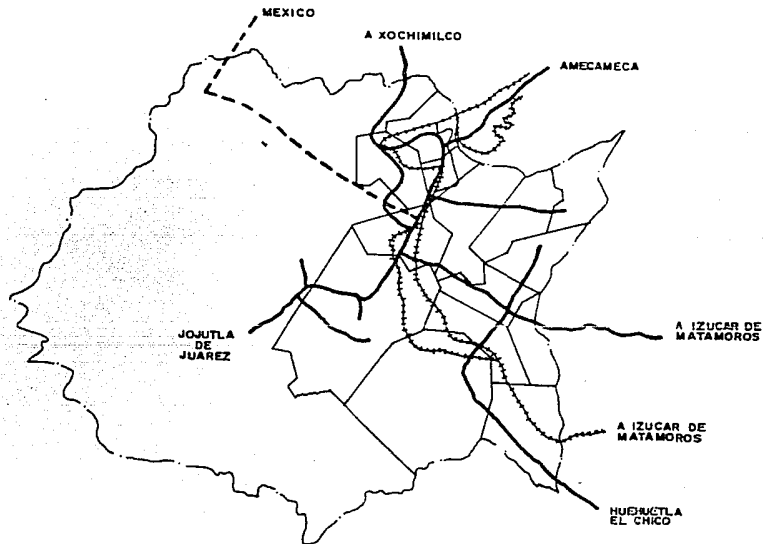 MEXICO
A XOCHIMILCO
AMECAMECA
JOJUTLA
DE
JUAREZ
A IZUCAR DE
MATAMOROS
A IZUCAR DE
MATAMOROS
HUEHUETLA
EL CHICO